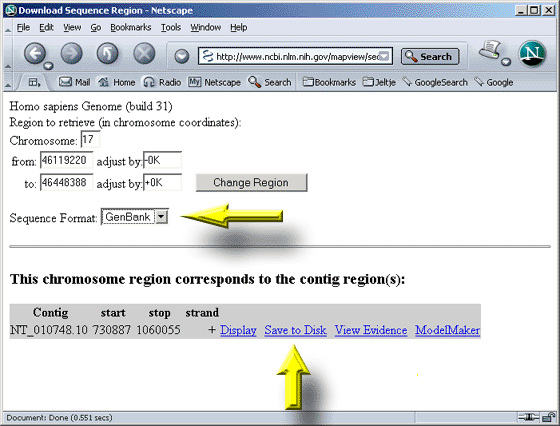 Download Sequence Region - Netscape
File Edit View Go Bookmarks Tools Window Help
http://www.ncbi.nlm.nih.gov/mapview/sec Search
Mail Home Radio My Netscape Search Bookmarks Jeltje GoogleSearch Google
Homo sapiens Genome (build 31)
Region to retrieve (in chromosome coordinates):
Chromosome: 17
from: 46119220 adjust by: -0K
to: 46448388 adjust by: +0K Change Region
Sequence Format: GenBank
This chromosome region corresponds to the contig region(s):
Contig start stop strand
NT_010748.10 730887 1060055 + Display Save to Disk View Evidence ModelMaker
Document: Done (0.551 secs)